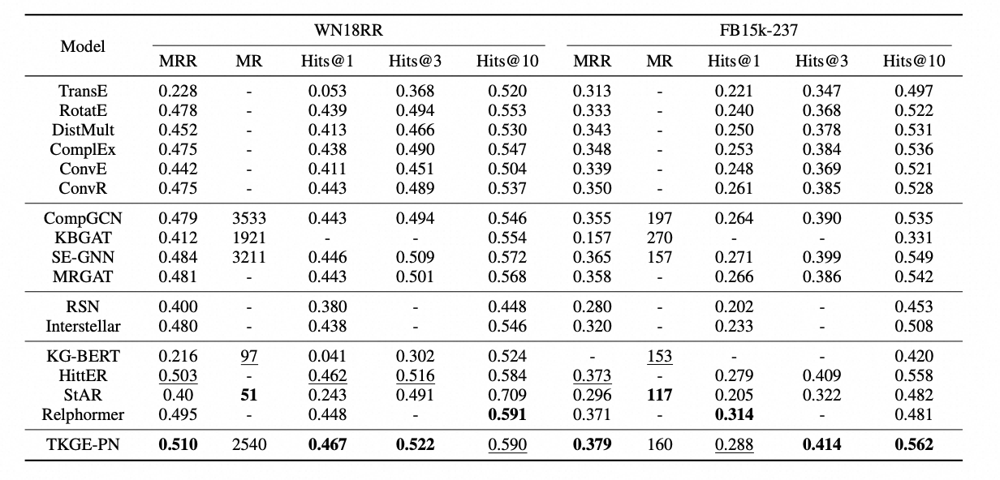 WN18RR FB15k-237
Model
MRR MR Hits@1 Hits@3 Hits@10 MRR MR Hits@1 Hits@3 Hits@10
TransE 0.228 - 0.053 0.368 0.520 0.313 - 0.221 0.347 0.497
RotatE 0.478 - 0.439 0.494 0.553 0.333 - 0.240 0.368 0.522
DistMult 0.452 - 0.413 0.466 0.530 0.343 - 0.250 0.378 0.531
ComplEx 0.475 - 0.438 0.490 0.547 0.348 - 0.253 0.384 0.536
ConvE 0.442 - 0.411 0.451 0.504 0.339 - 0.248 0.369 0.521
ConvR 0.475 - 0.443 0.489 0.537 0.350 - 0.261 0.385 0.528
CompGCN 0.479 3533 0.443 0.494 0.546 0.355 197 0.264 0.390 0.535
KBGAT 0.412 1921 - - 0.554 0.157 270 - - 0.331
SE-GNN 0.484 3211 0.446 0.509 0.572 0.365 157 0.271 0.399 0.549
MRGAT 0.481 - 0.443 0.501 0.568 0.358 - 0.266 0.386 0.542
RSN 0.400 - 0.380 - 0.448 0.280 - 0.202 - 0.453
Interstellar 0.480 - 0.438 - 0.546 0.320 - 0.233 - 0.508
KG-BERT 0.216 97 0.041 0.302 0.524 - 153 - - 0.420
HittER 0.503 - 0.462 0.516 0.584 0.373 - 0.279 0.409 0.558
StAR 0.40 51 0.243 0.491 0.709 0.296 117 0.205 0.322 0.482
Relphormer 0.495 - 0.448 - 0.591 0.371 - 0.314 - 0.481
TKGE-PN 0.510 2540 0.467 0.522 0.590 0.379 160 0.288 0.414 0.562